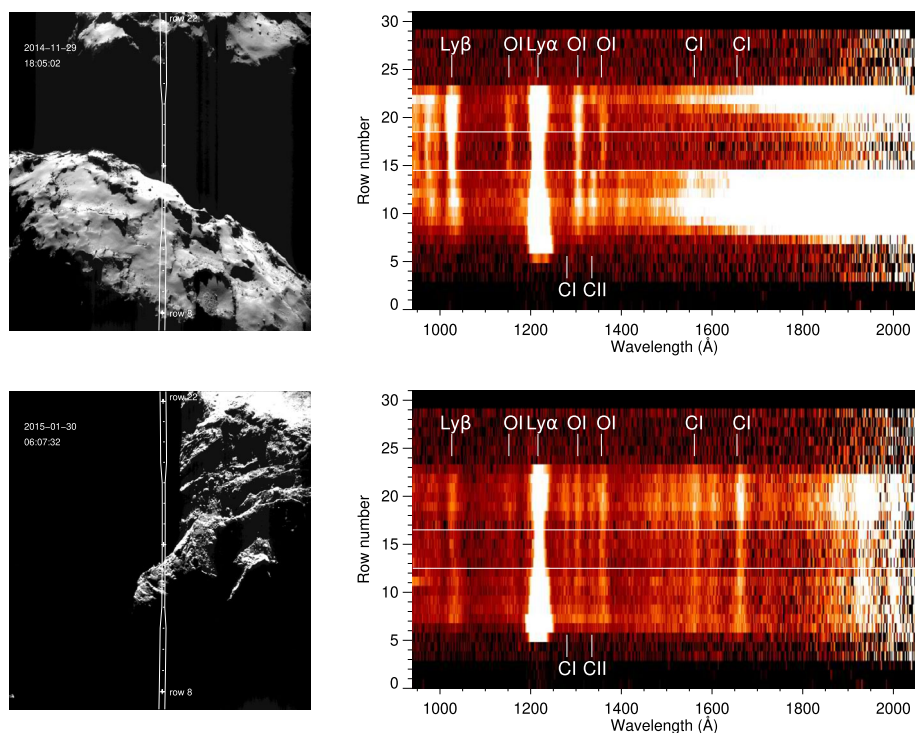 row 22
2014-11-29
18:05:02
row 8
30
25
20
15
10
5
0
Row number
Lyβ OI Lyα OI OI CI CI
CI CII
1000 1200 1400 1600 1800 2000
Wavelength (Å)
row 22
2015-01-30
06:07:32
row 8
30
25
20
15
10
5
0
Row number
Lyβ OI Lyα OI OI CI CI
CI CII
1000 1200 1400 1600 1800 2000
Wavelength (Å)